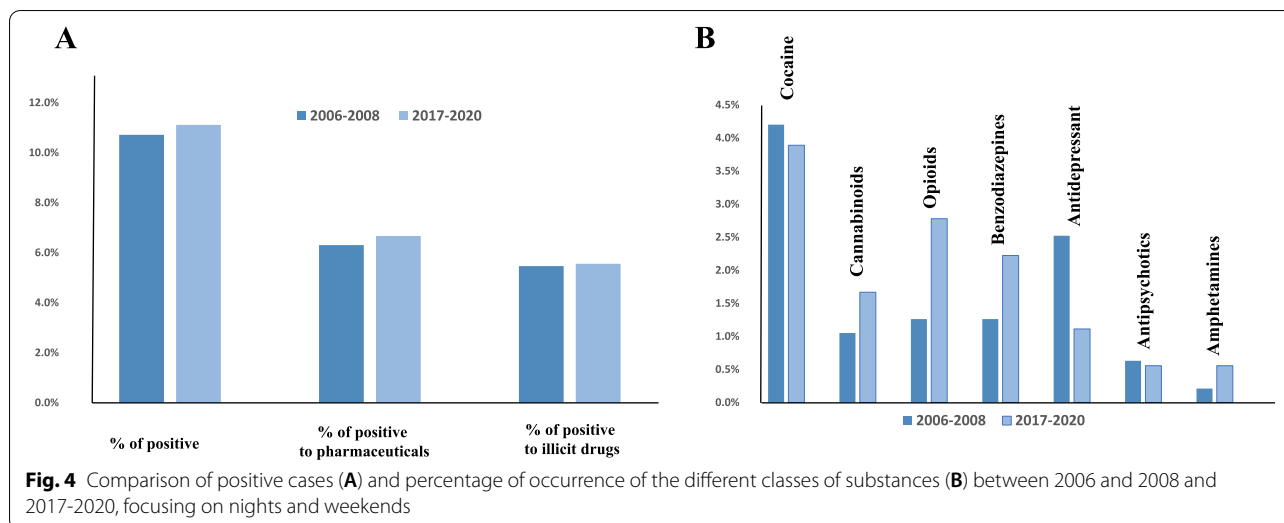 A
12.0%
10.0%
8.0%
6.0%
4.0%
2.0%
0.0%
2006-2008 2017-2020
% of positive
% of positive
to pharmaceuticals
% of positive
to illicit drugs
B
4.5%
4.0%
3.5%
3.0%
2.5%
2.0%
1.5%
1.0%
0.5%
0.0%
Cocaine
Cannabinoids
Opioids
Benzodiazepines
Antidepressant
Antipsychotics
Amphetamines
2006-2008 2017-2020
Fig. 4 Comparison of positive cases (A) and percentage of occurrence of the different classes of substances (B) between 2006 and 2008 and
2017-2020, focusing on nights and weekends